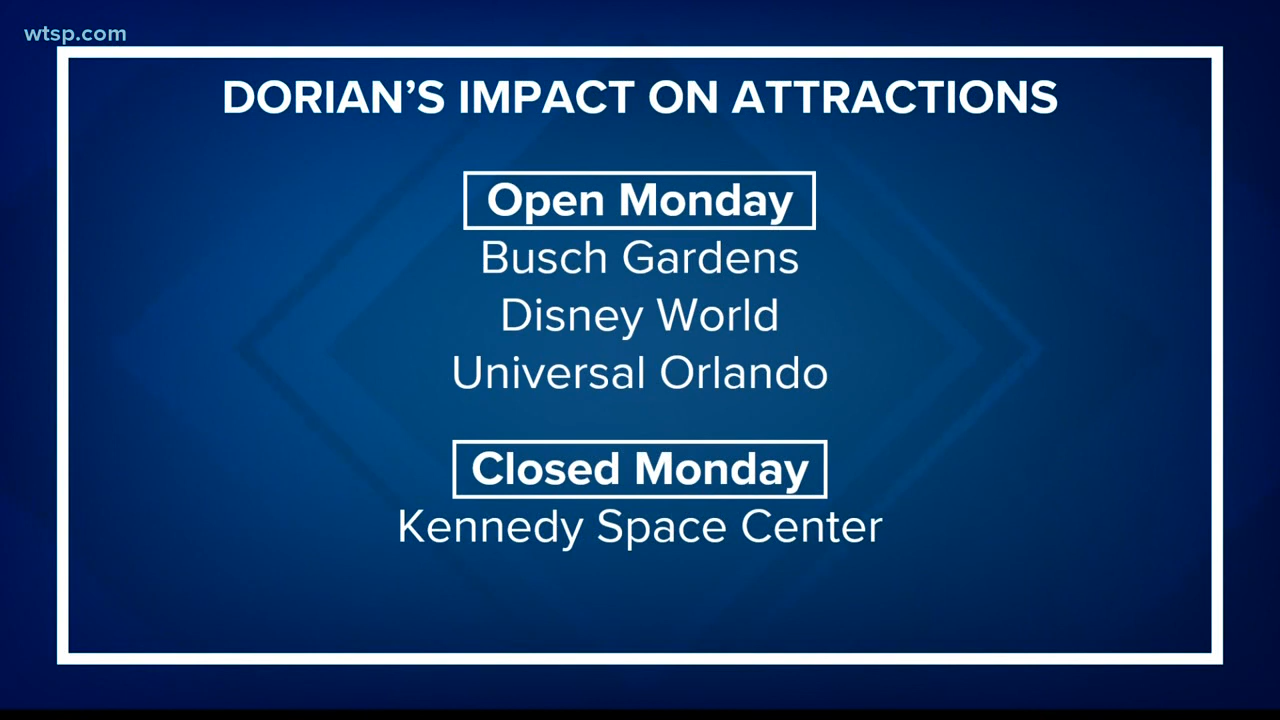 wtsp.com
DORIAN’S IMPACT ON ATTRACTIONS
Open Monday
Busch Gardens
Disney World
Universal Orlando
Closed Monday
Kennedy Space Center